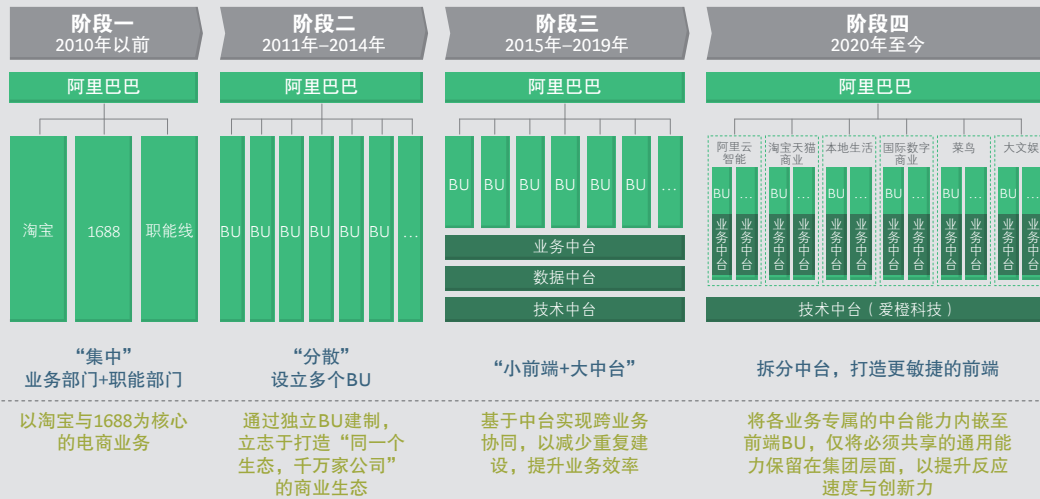 阶段一
2010年以前
阶段二
2011年–2014年
阶段三
2015年–2019年
阶段四
2020年至今
阿里巴巴
阿里巴巴
阿里巴巴
阿里巴巴
淘宝
1688
职能线
BU
BU
BU
BU
BU
BU
…
BU
BU
BU
BU
BU
BU
…
业务中台
数据中台
技术中台
阿里云
智能
淘宝天猫
商业
本地生活
国际数字
商业
菜鸟
大文娱
BU
…
BU
…
BU
…
BU
…
BU
…
BU
…
业务中台
业务中台
业务中台
业务中台
业务中台
业务中台
业务中台
业务中台
业务中台
业务中台
业务中台
业务中台
技术中台(爱橙科技)
“集中”
业务部门+职能部门
“分散”
设立多个BU
“小前端+大中台”
拆分中台，打造更敏捷的前端
以淘宝与1688为核心
的电商业务
通过独立BU建制，
立志于打造“同一个
生态，千万家公司”
的商业生态
基于中台实现跨业务
协同，以减少重复建
设，提升业务效率
将各业务专属的中台能力内嵌至
前端BU，仅将必须共享的通用能
力保留在集团层面，以提升反应
速度与创新力